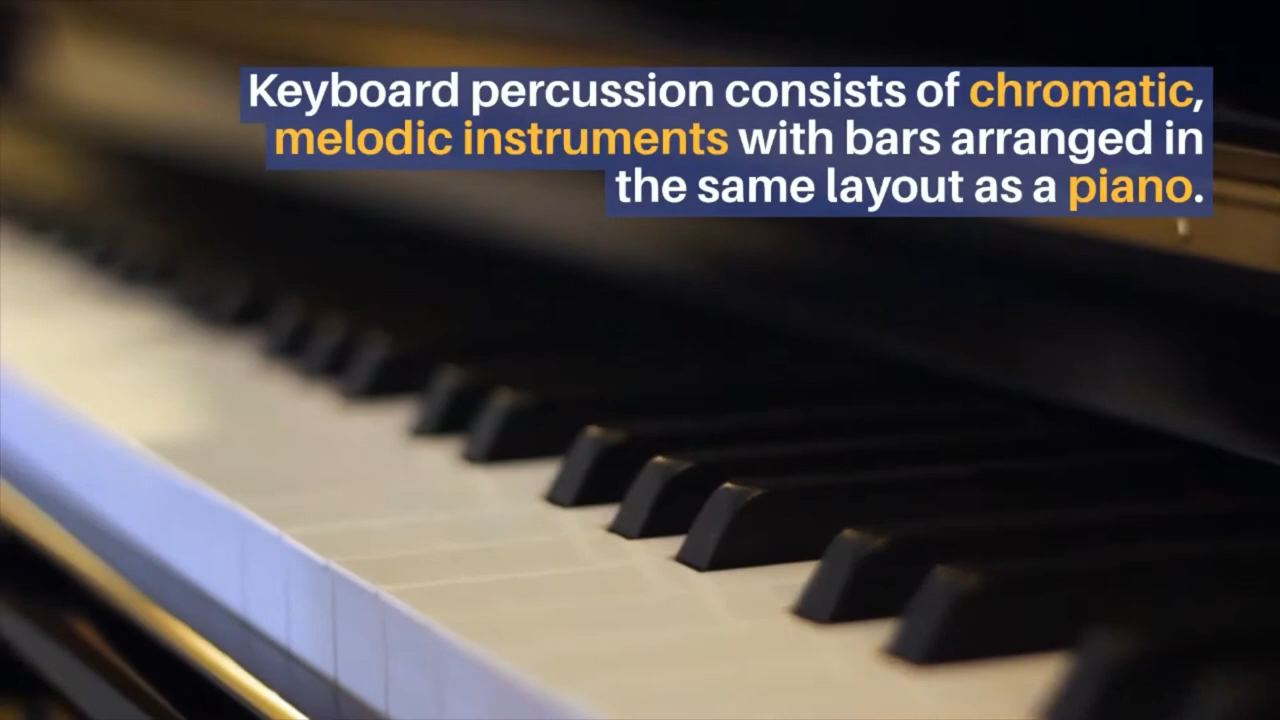 Keyboard percussion consists of chromatic,
melodic instruments with bars arranged in
the same layout as a piano.